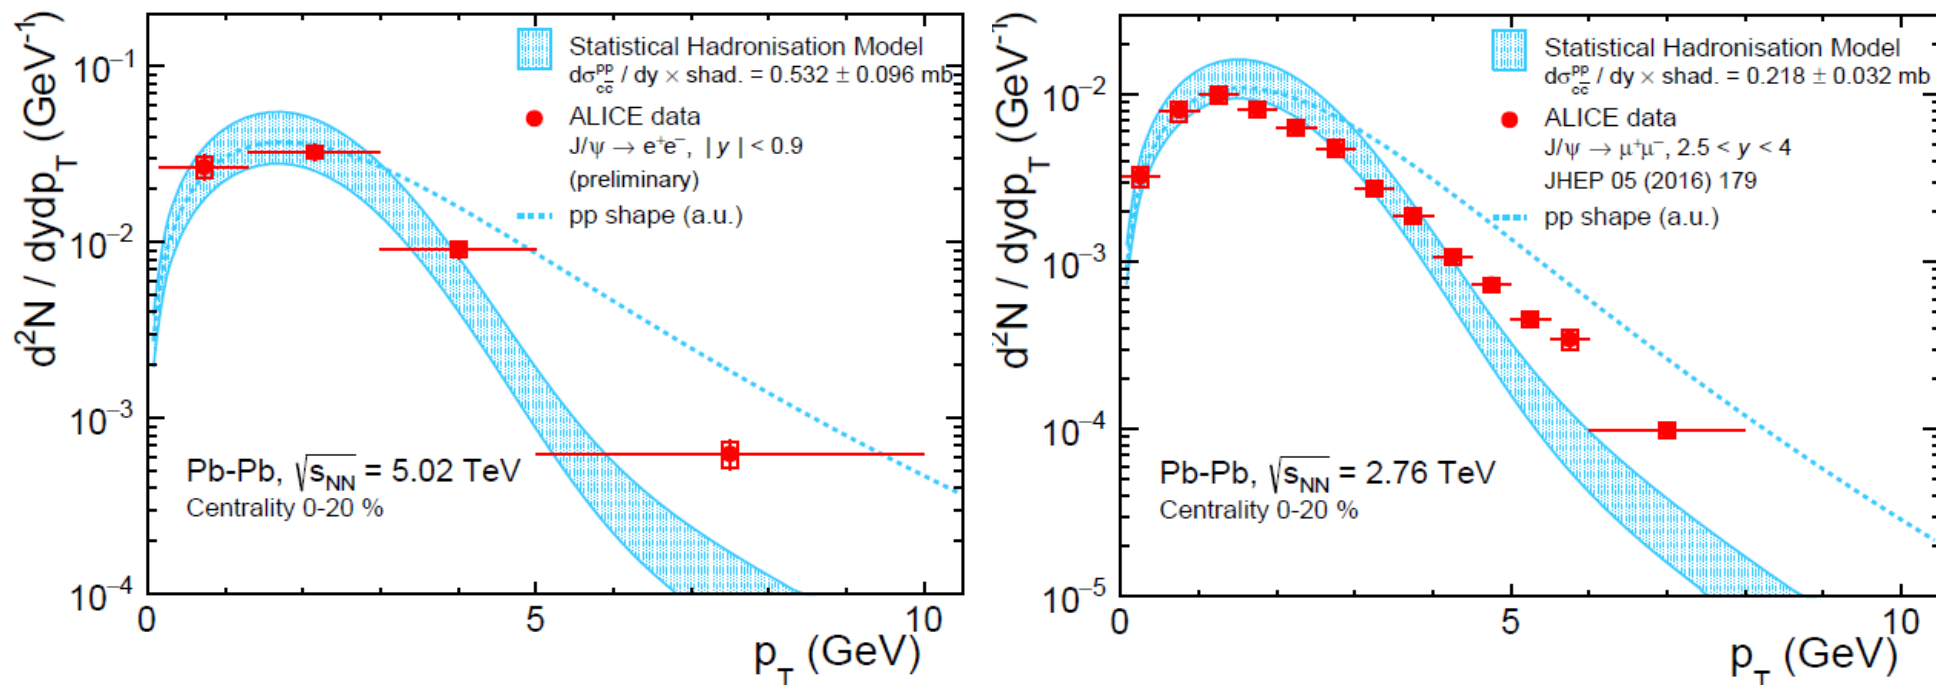 d²N / dydp_T (GeV⁻¹)
10⁻¹
10⁻²
10⁻³
10⁻⁴
Statistical Hadronisation Model
dσ^pp_cc̅ / dy × shad. = 0.532 ± 0.096 mb
ALICE data
J/ψ → e⁺e⁻, | y | < 0.9
(preliminary)
pp shape (a.u.)
Pb-Pb, √s_NN = 5.02 TeV
Centrality 0-20 %
0 5 10
p_T (GeV)
d²N / dydp_T (GeV⁻¹)
10⁻²
10⁻³
10⁻⁴
10⁻⁵
Statistical Hadronisation Model
dσ^pp_cc̅ / dy × shad. = 0.218 ± 0.032 mb
ALICE data
J/ψ → μ⁺μ⁻, 2.5 < y < 4
JHEP 05 (2016) 179
pp shape (a.u.)
Pb-Pb, √s_NN = 2.76 TeV
Centrality 0-20 %
0 5 10
p_T (GeV)